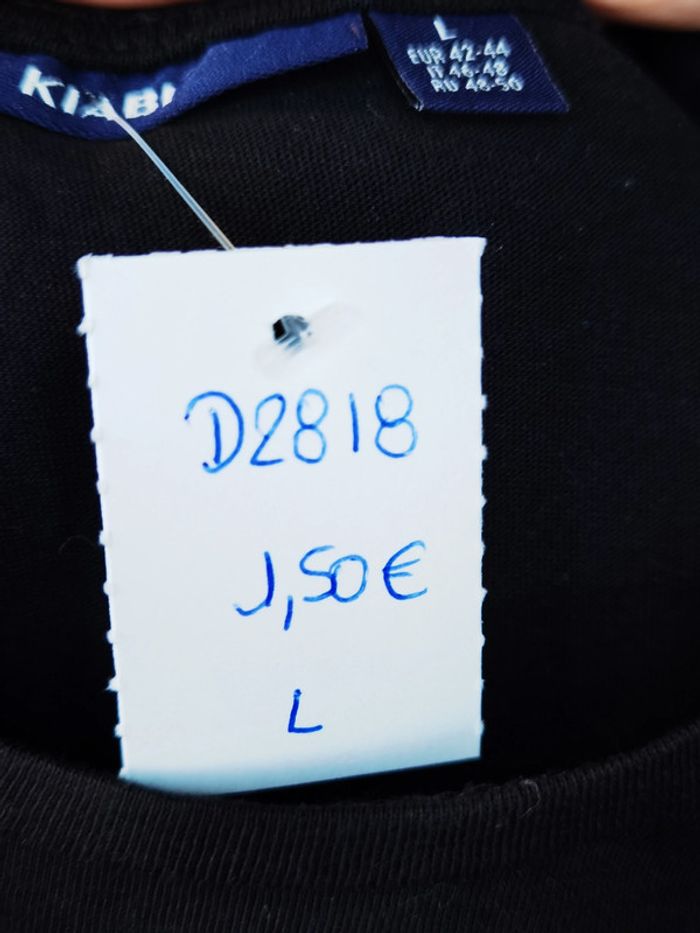 KIABI
L
EUR 42-44
IT 46-48
RU 48-50
D2818
1,50€
L